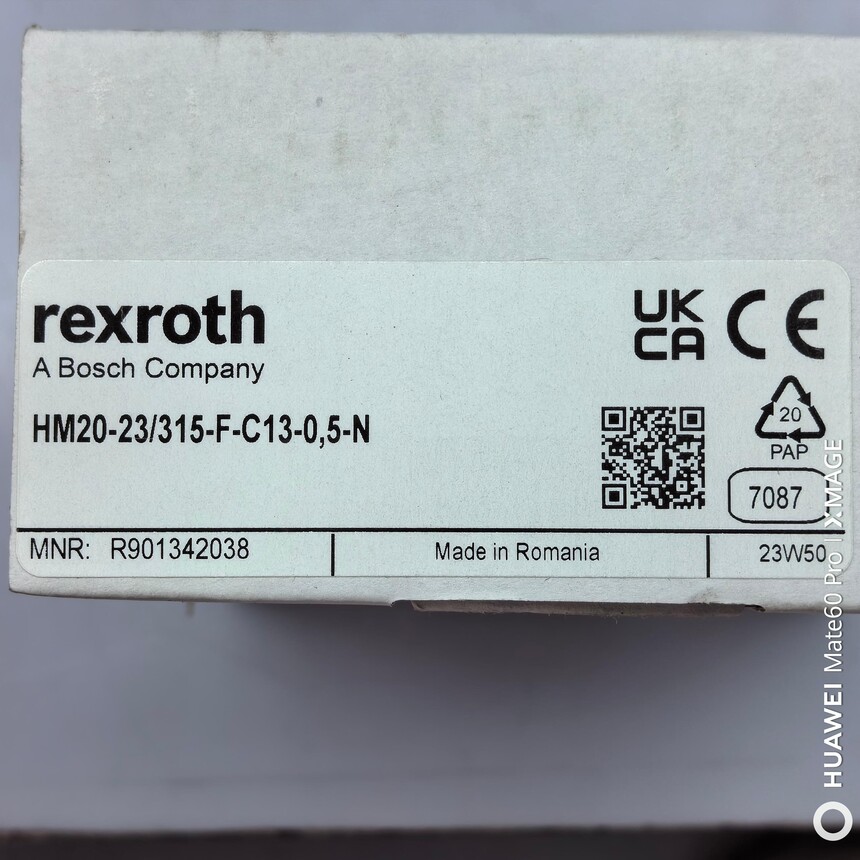 rexroth
A Bosch Company
UK
CA
CE
HM20-23/315-F-C13-0,5-N
20
PAP
7087
MNR: R901342038
Made in Romania
23W50
HUAWEI Mate60 Pro | XMAGE